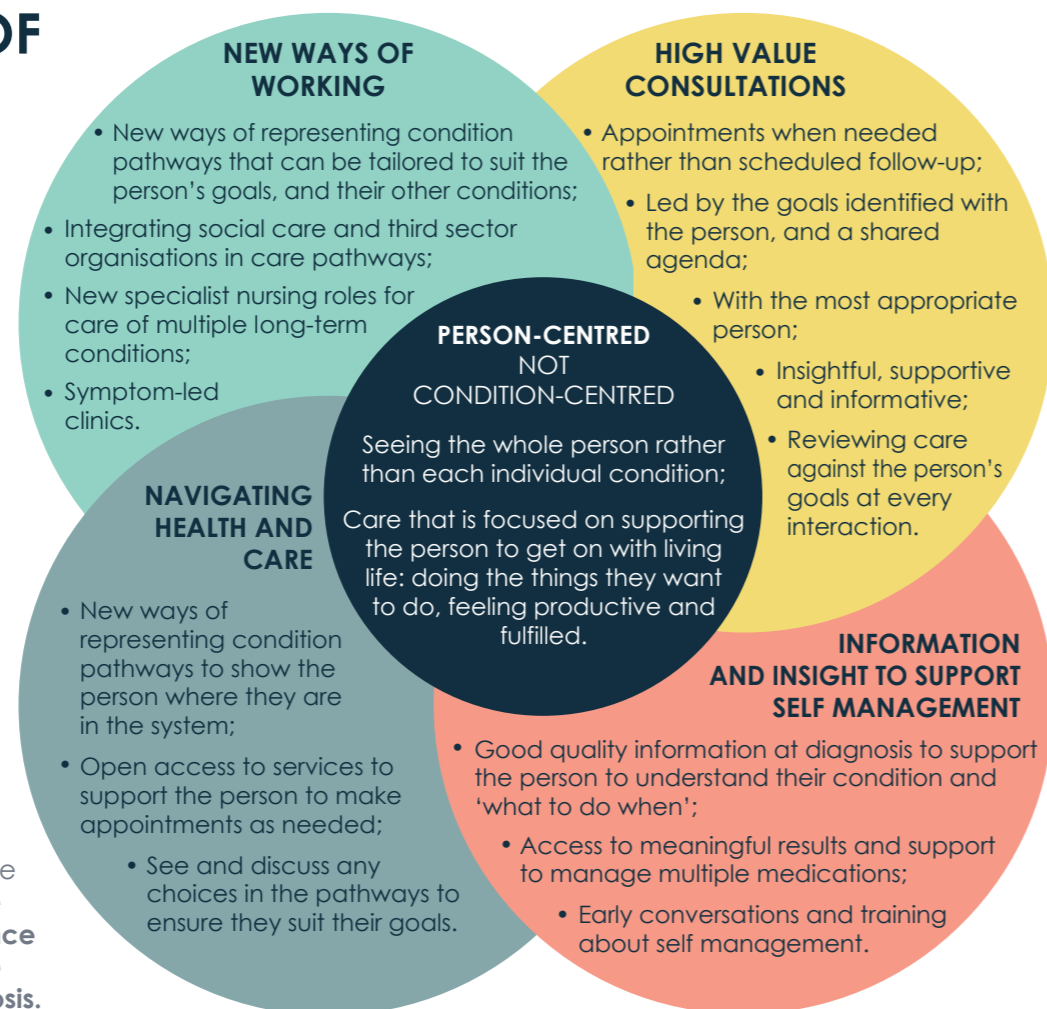 OF
NEW WAYS OF
WORKING
• New ways of representing condition
pathways that can be tailored to suit the
person's goals, and their other conditions;
• Integrating social care and third sector
organisations in care pathways;
• New specialist nursing roles for
care of multiple long-term
conditions;
• Symptom-led
clinics.
HIGH VALUE
CONSULTATIONS
• Appointments when needed
rather than scheduled follow-up;
• Led by the goals identified with
the person, and a shared
agenda;
• With the most appropriate
person;
• Insightful, supportive
and informative;
• Reviewing care
against the person's
goals at every
interaction.
PERSON-CENTRED
NOT
CONDITION-CENTRED
Seeing the whole person rather
than each individual condition;
Care that is focused on supporting
the person to get on with living
life: doing the things they want
to do, feeling productive and
fulfilled.
NAVIGATING
HEALTH AND
CARE
• New ways of
representing condition
pathways to show the
person where they are
in the system;
• Open access to services to
support the person to make
appointments as needed;
• See and discuss any
choices in the pathways to
ensure they suit their goals.
INFORMATION
AND INSIGHT TO SUPPORT
SELF MANAGEMENT
• Good quality information at diagnosis to support
the person to understand their condition and
‘what to do when’;
• Access to meaningful results and support
to manage multiple medications;
• Early conversations and training
about self management.